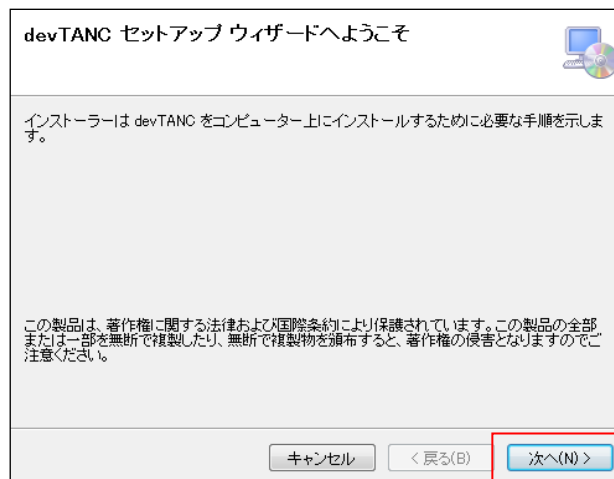 devTANC セットアップ ウィザードへようこそ
インストーラーは devTANC をコンピューター上にインストールするために必要な手順を示しま
す。
この製品は、著作権に関する法律および国際条約により保護されています。この製品の全部
または一部を無断で複製したり、無断で複製物を頒布すると、著作権の侵害となりますのでご
注意ください。
キャンセル < 戻る(B) 次へ(N) >